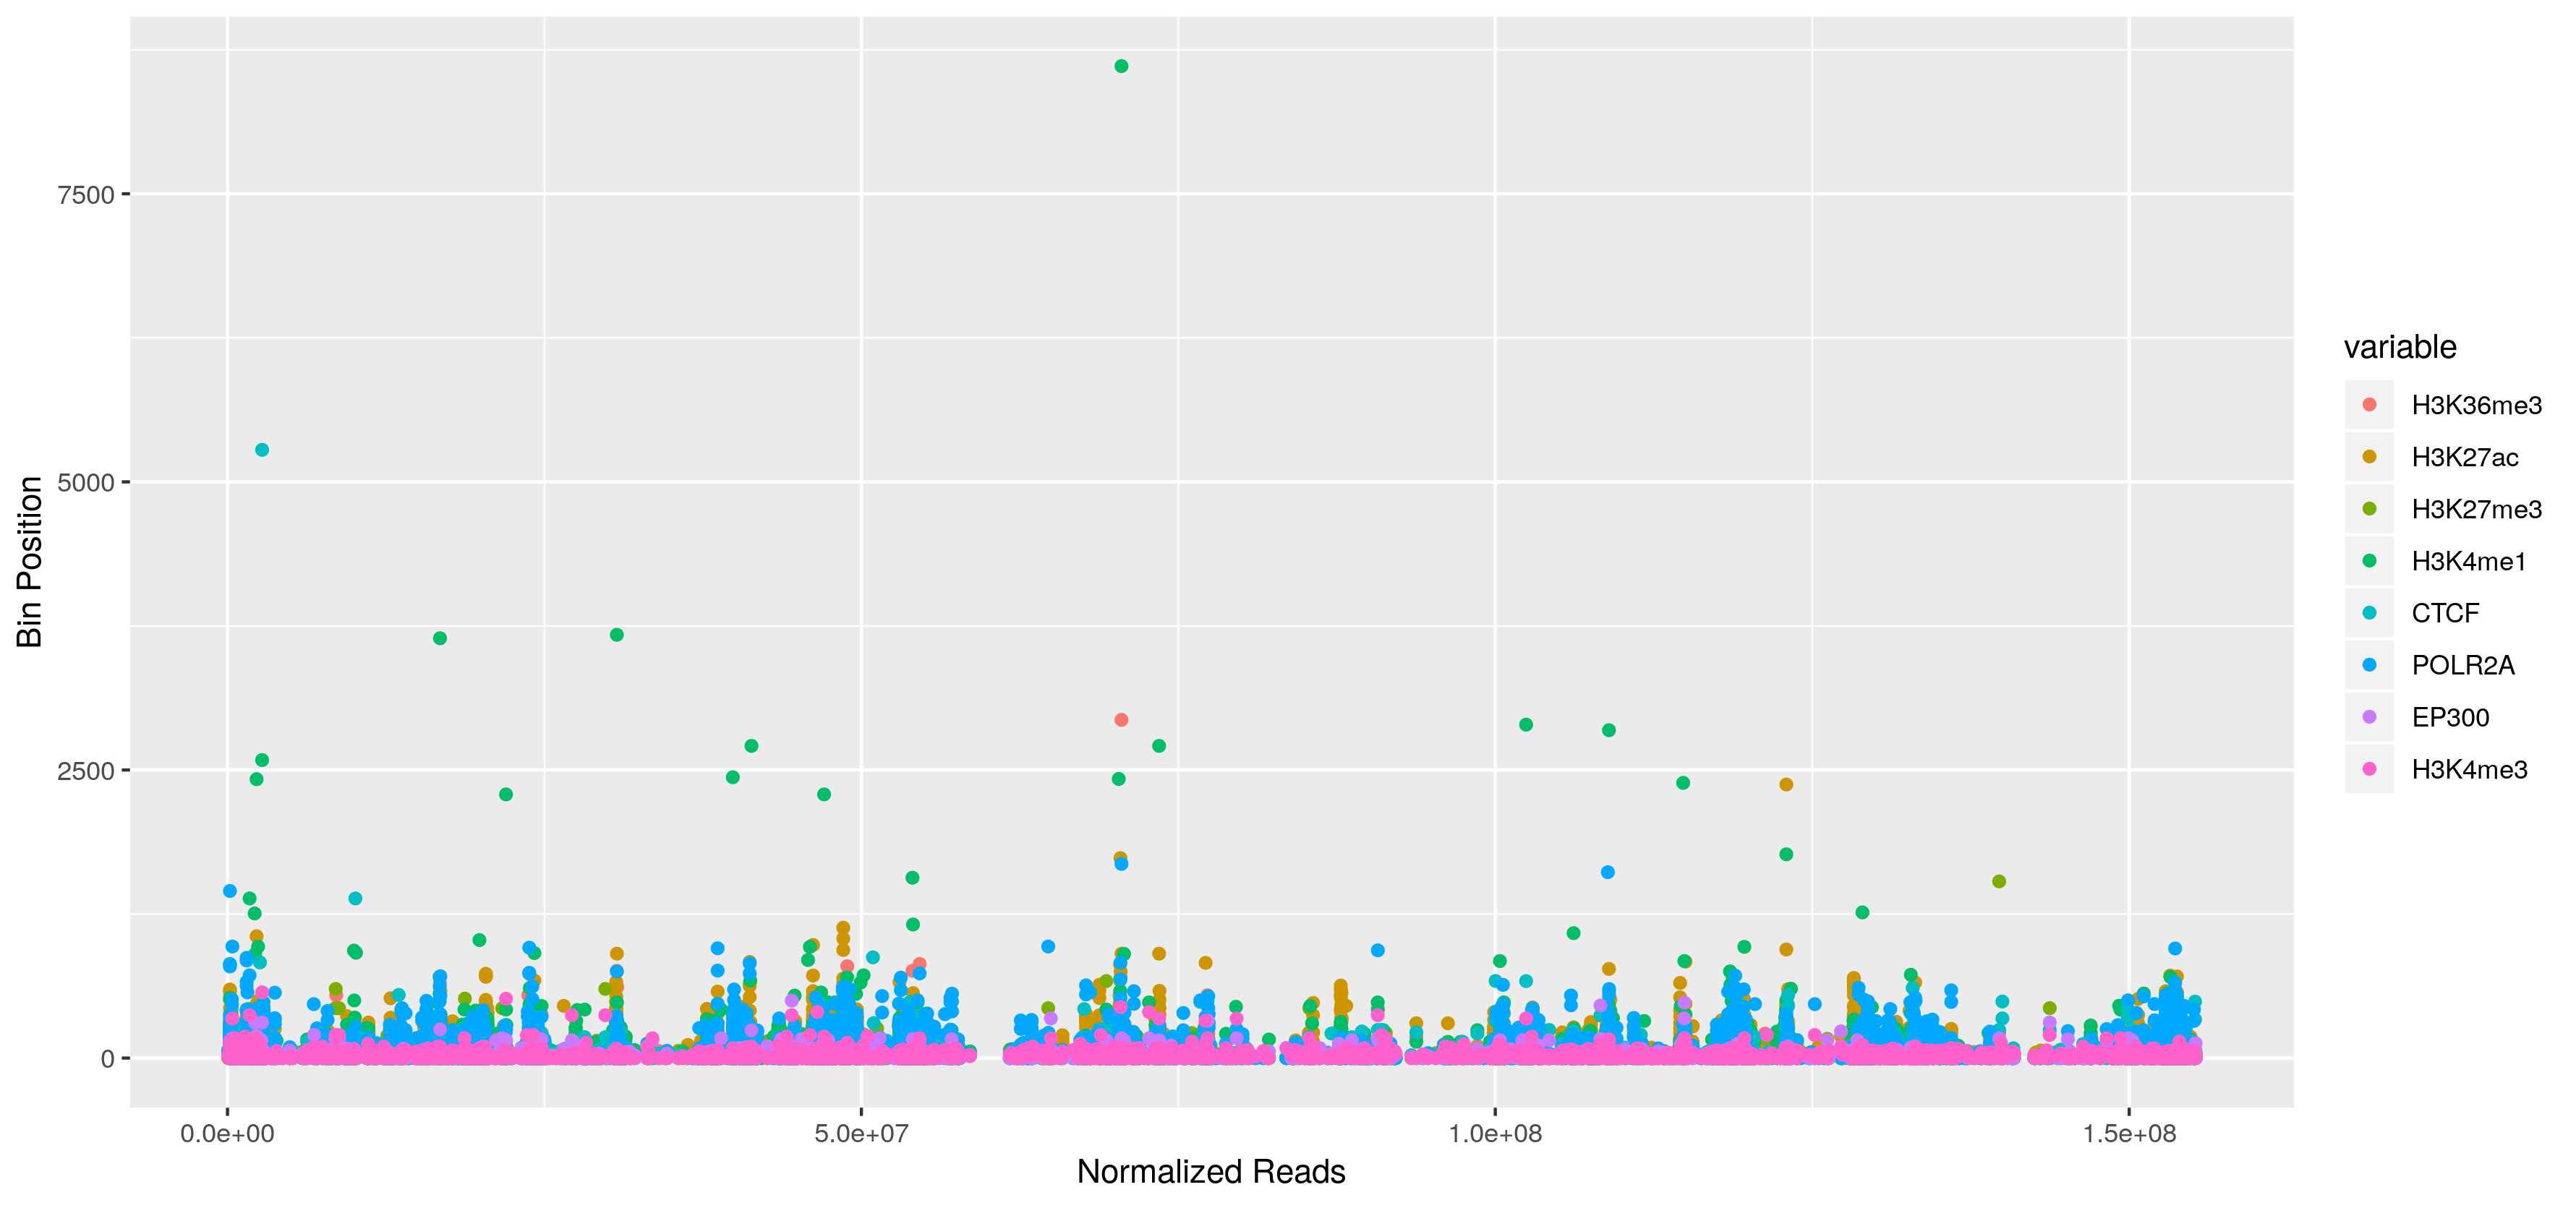 7500
5000
2500
0
Bin Position
0.0e+00
5.0e+07
1.0e+08
1.5e+08
Normalized Reads
variable
H3K36me3
H3K27ac
H3K27me3
H3K4me1
CTCF
POLR2A
EP300
H3K4me3